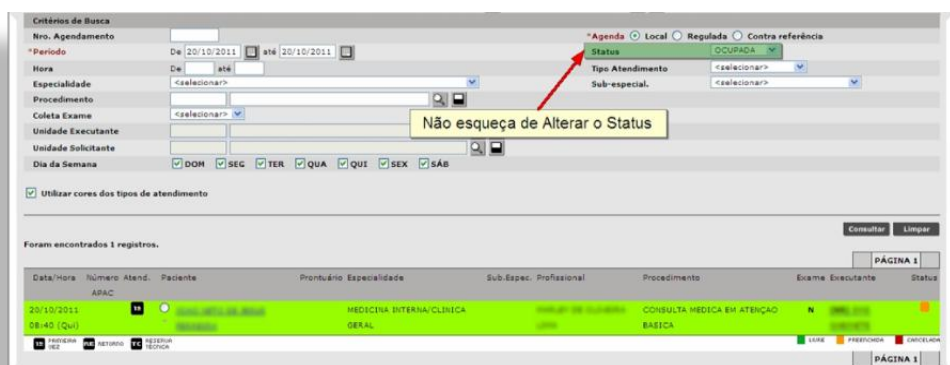 Critérios de Busca
Nro. Agendamento
*Agenda Local Regulada Contra referência
*Período De 20/10/2011 até 20/10/2011
Status OCUPADA
Hora De até
Tipo Atendimento <selecionar>
Especialidade <selecionar>
Sub-especial. <selecionar>
Procedimento
Coleta Exame <selecionar>
Não esqueça de Alterar o Status
Unidade Executante
Unidade Solicitante
Dia da Semana DOM SEG TER QUA QUI SEX SÁB
Utilizar cores dos tipos de atendimento
Consultar Limpar
Foram encontrados 1 registros.
PÁGINA 1
Data/Hora Número Atend. Paciente Prontuário Especialidade Sub.Espec. Profissional Procedimento Exame Executante Status
APAC
20/10/2011 MEDICINA INTERNA/CLINICA CONSULTA MEDICA EM ATENÇAO N
08:40 (Qui) GERAL BASICA
PRIMEIRA VEZ RE RETORNO TC RESERVA TÉCNICA LIVRE PREENCHIDA CANCELADA
PÁGINA 1